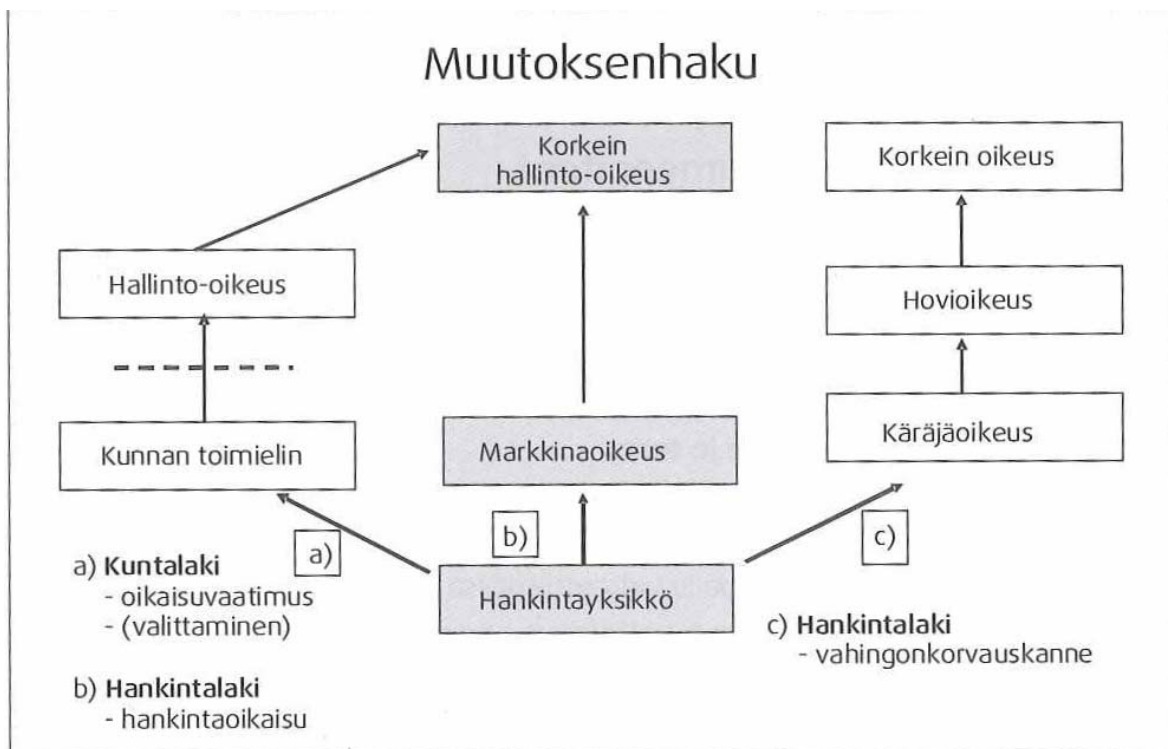 Muutoksenhaku
Korkein
hallinto-oikeus
Korkein oikeus
Hallinto-oikeus
Hovioikeus
Kunnan toimielin
Markkinaoikeus
Käräjäoikeus
a)
b)
c)
Hankintayksikkö
a) Kuntalaki
- oikaisuvaatimus
- (valittaminen)
b) Hankintalaki
- hankintaoikaisu
c) Hankintalaki
- vahingonkorvauskanne